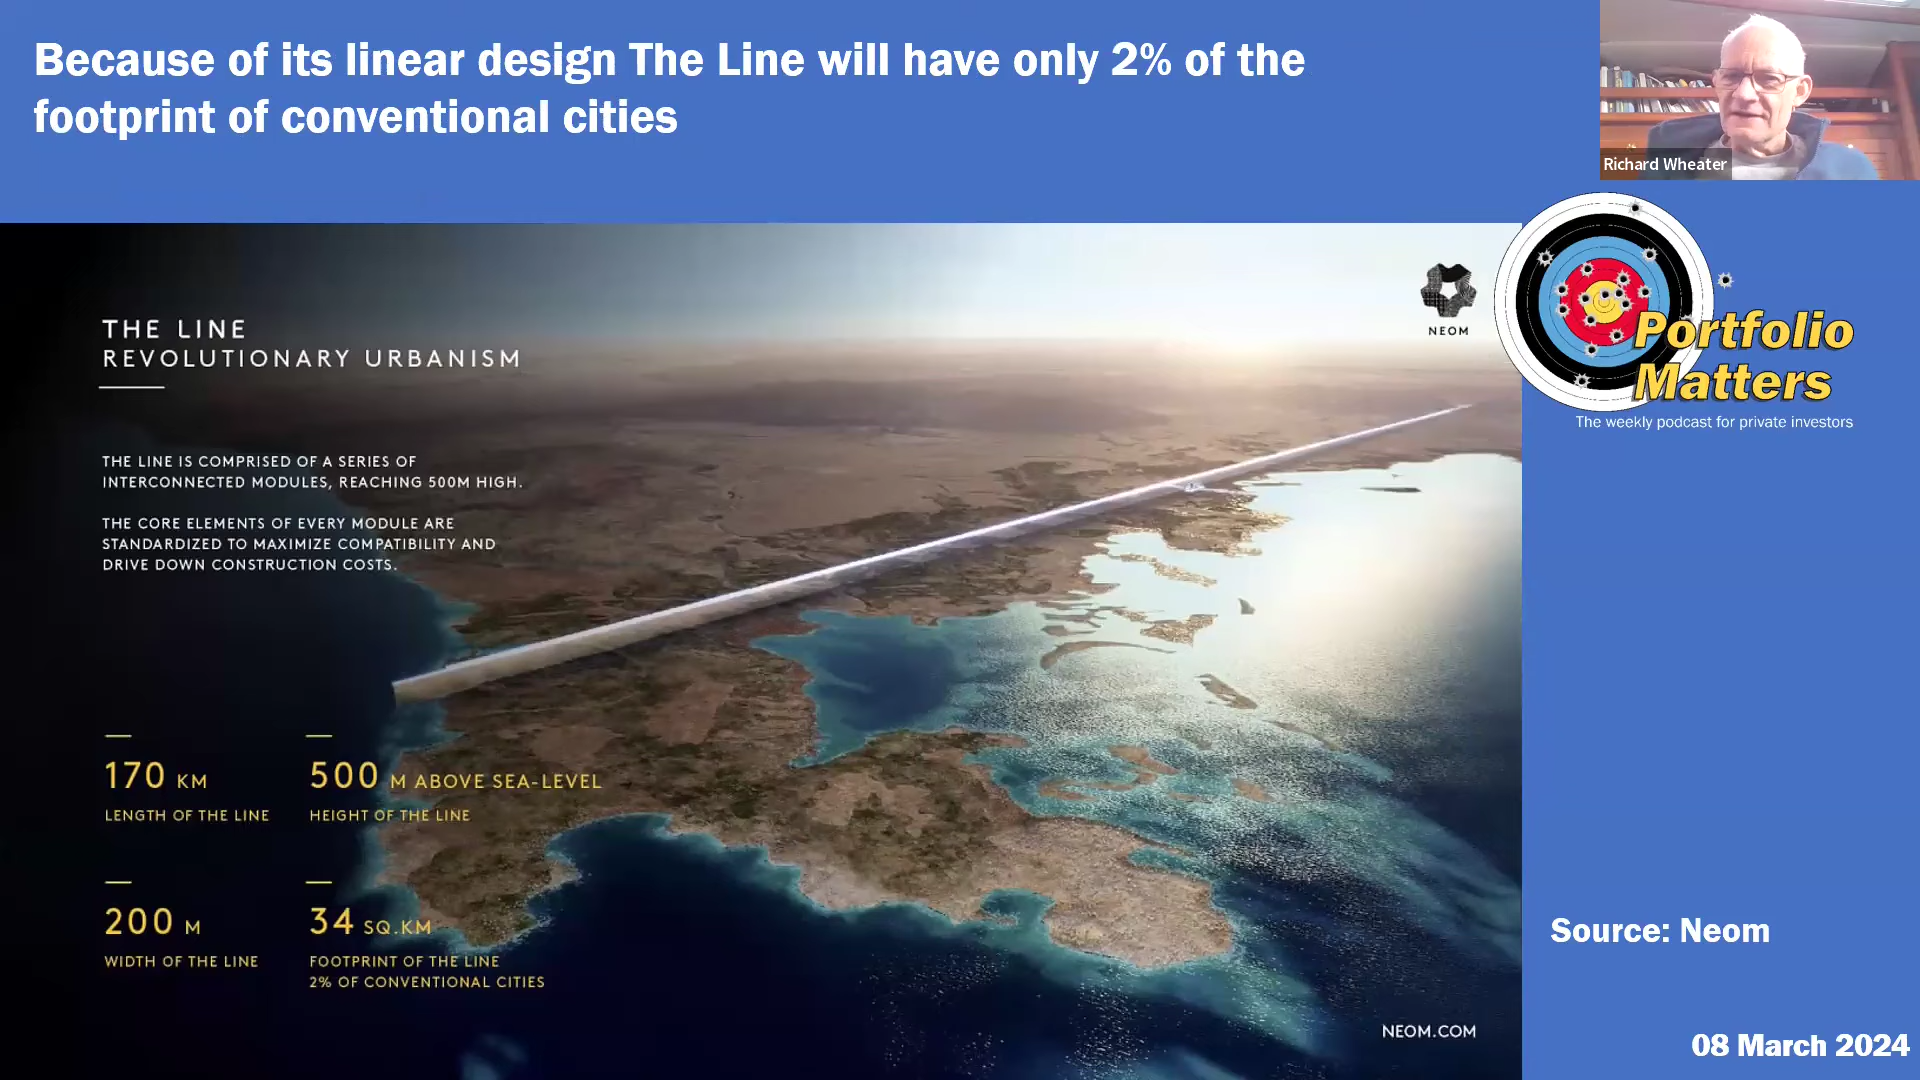 Because of its linear design The Line will have only 2% of the
footprint of conventional cities
Richard Wheater
THE LINE
REVOLUTIONARY URBANISM
THE LINE IS COMPRISED OF A SERIES OF
INTERCONNECTED MODULES, REACHING 500M HIGH.
THE CORE ELEMENTS OF EVERY MODULE ARE
STANDARDIZED TO MAXIMIZE COMPATIBILITY AND
DRIVE DOWN CONSTRUCTION COSTS.
NEOM
Portfolio
Matters
The weekly podcast for private investors
170 KM
LENGTH OF THE LINE
500 M ABOVE SEA-LEVEL
HEIGHT OF THE LINE
200 M
WIDTH OF THE LINE
34 SQ.KM
FOOTPRINT OF THE LINE
2% OF CONVENTIONAL CITIES
NEOM.COM
Source: Neom
08 March 2024